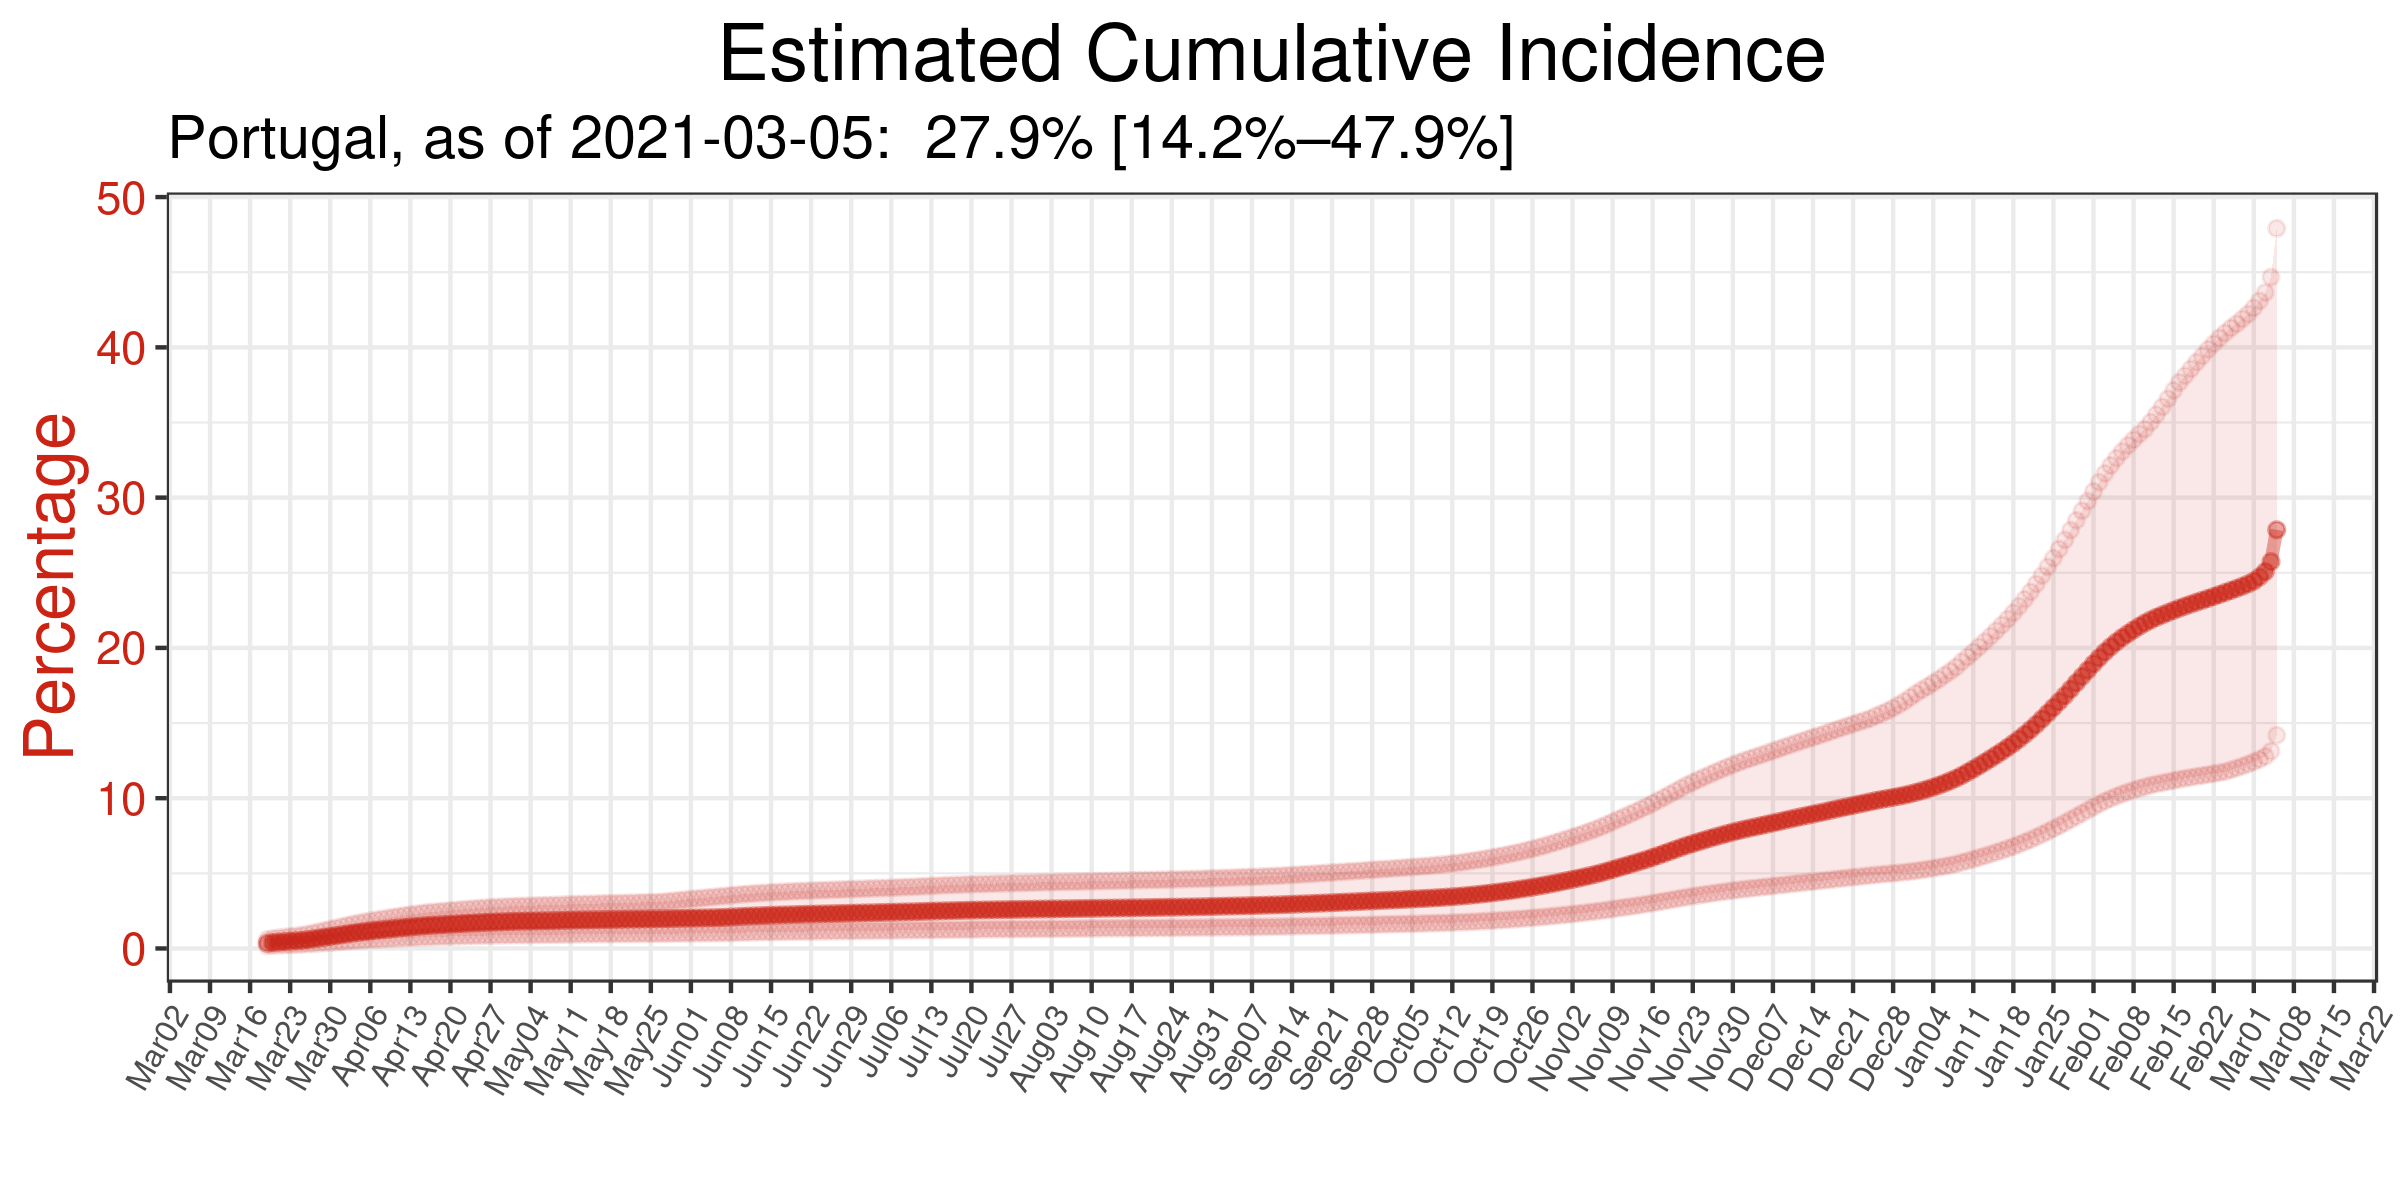 Estimated Cumulative Incidence
Portugal, as of 2021-03-05: 27.9% [14.2%–47.9%]
Percentage
50
40
30
20
10
0
Mar02
Mar09
Mar16
Mar23
Mar30
Apr06
Apr13
Apr20
Apr27
May04
May11
May18
May25
Jun01
Jun08
Jun15
Jun22
Jun29
Jul06
Jul13
Jul20
Jul27
Aug03
Aug10
Aug17
Aug24
Aug31
Sep07
Sep14
Sep21
Sep28
Oct05
Oct12
Oct19
Oct26
Nov02
Nov09
Nov16
Nov23
Nov30
Dec07
Dec14
Dec21
Dec28
Jan04
Jan11
Jan18
Jan25
Feb01
Feb08
Feb15
Feb22
Mar01
Mar08
Mar15
Mar22